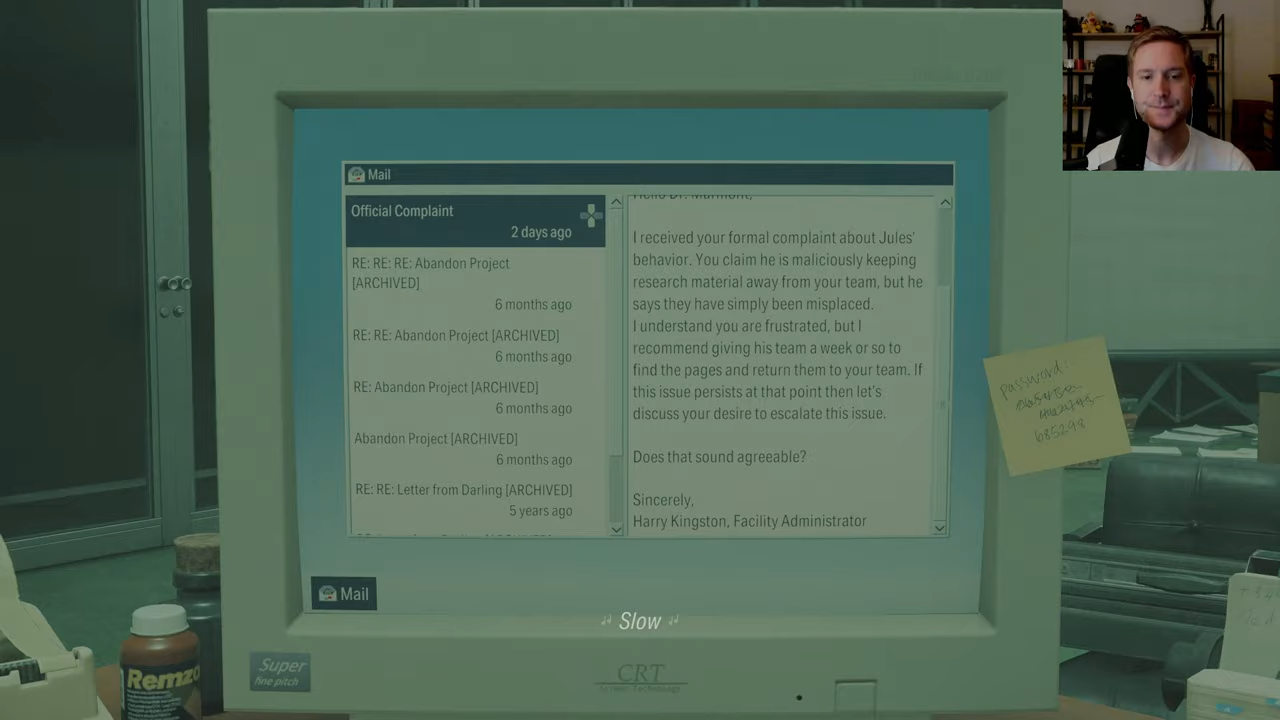 Mail
Official Complaint
2 days ago
RE: RE: RE: Abandon Project
[ARCHIVED]
6 months ago
RE: RE: Abandon Project [ARCHIVED]
6 months ago
RE: Abandon Project [ARCHIVED]
6 months ago
Abandon Project [ARCHIVED]
6 months ago
RE: RE: Letter from Darling [ARCHIVED]
5 years ago
Hello Dr. Marmont,
I received your formal complaint about Jules'
behavior. You claim he is maliciously keeping
research material away from your team, but he
says they have simply been misplaced.
I understand you are frustrated, but I
recommend giving his team a week or so to
find the pages and return them to your team. If
this issue persists at that point then let's
discuss your desire to escalate this issue.
Does that sound agreeable?
Sincerely,
Harry Kingston, Facility Administrator
password:
685298
Mail
♪ Slow ♪
Super
fine pitch
CRT
Screen Technology
Remzo